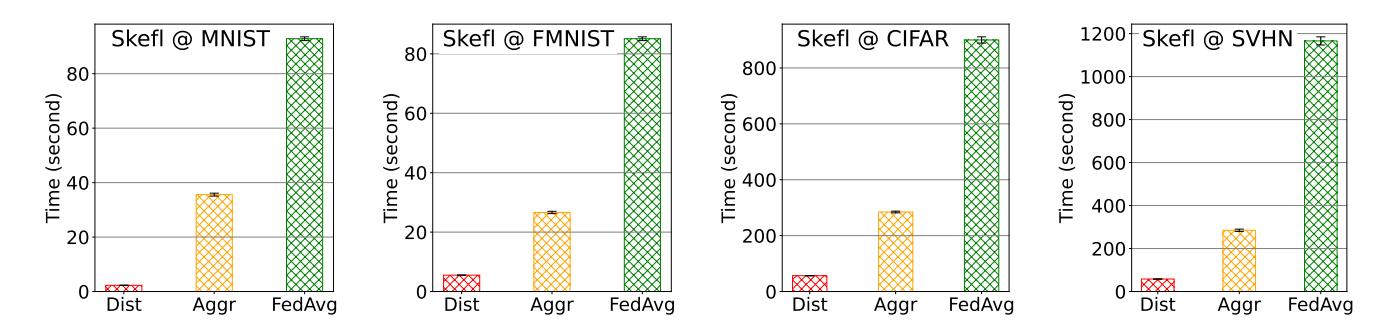 Skefl @ MNIST
Time (second)
80
60
40
20
0
Dist Aggr FedAvg
Skefl @ FMNIST
Time (second)
80
60
40
20
0
Dist Aggr FedAvg
Skefl @ CIFAR
Time (second)
800
600
400
200
0
Dist Aggr FedAvg
Skefl @ SVHN
Time (second)
1200
1000
800
600
400
200
0
Dist Aggr FedAvg